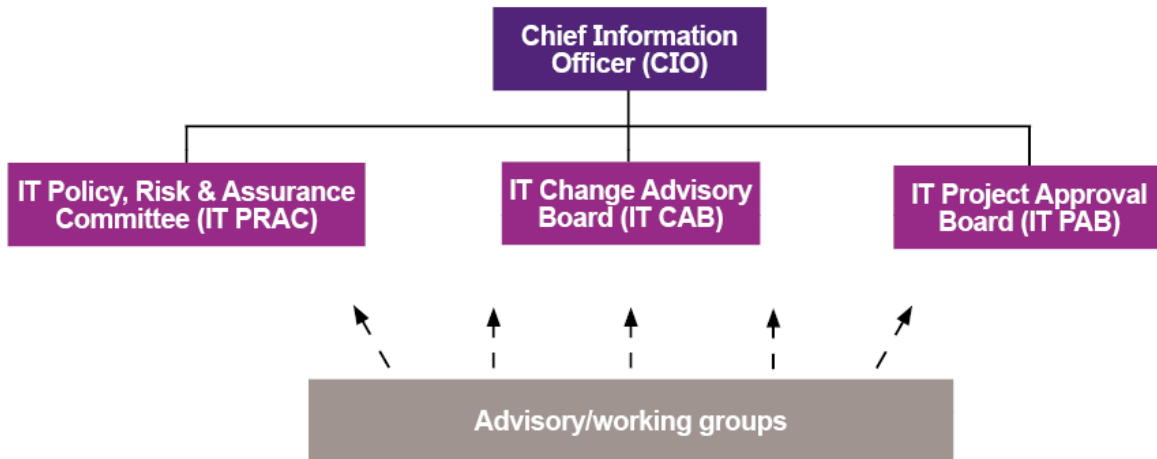 Chief Information
Officer (CIO)
IT Policy, Risk & Assurance
Committee (IT PRAC)
IT Change Advisory
Board (IT CAB)
IT Project Approval
Board (IT PAB)
Advisory/working groups